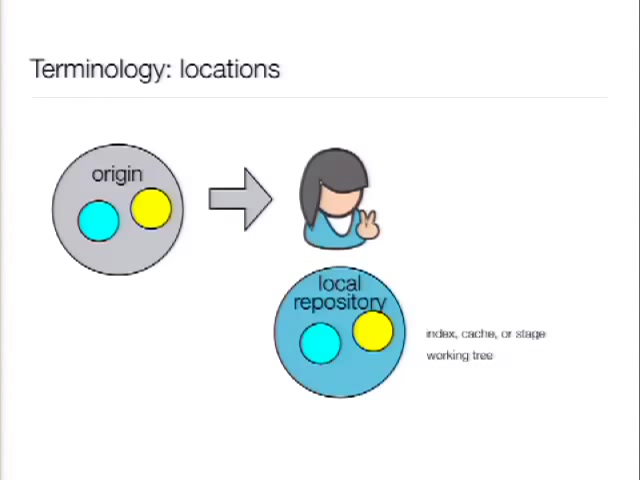 Terminology: locations
origin
local
repository
index, cache, or stage
working tree